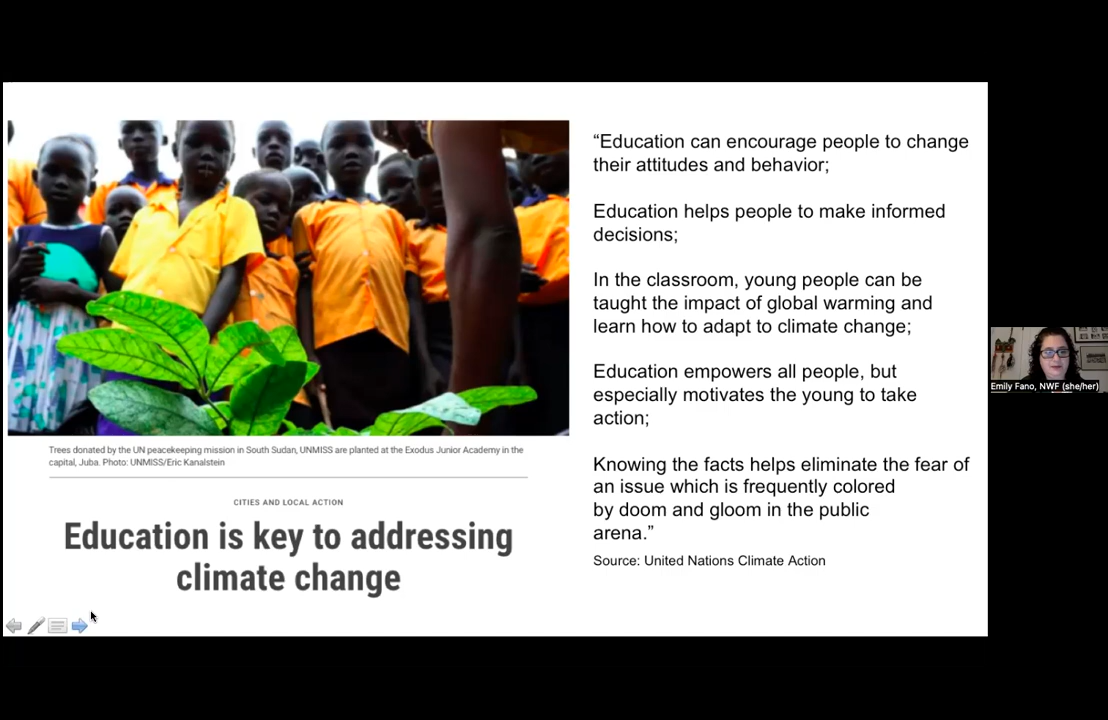 “Education can encourage people to change
their attitudes and behavior;
Education helps people to make informed
decisions;
In the classroom, young people can be
taught the impact of global warming and
learn how to adapt to climate change;
Education empowers all people, but
especially motivates the young to take
action;
Knowing the facts helps eliminate the fear of
an issue which is frequently colored
by doom and gloom in the public
arena.”
Source: United Nations Climate Action
Trees donated by the UN peacekeeping mission in South Sudan, UNMISS are planted at the Exodus Junior Academy in the
capital, Juba. Photo: UNMISS/Eric Kanalstein
CITIES AND LOCAL ACTION
Education is key to addressing
climate change
Emily Fano, NWF (she/her)